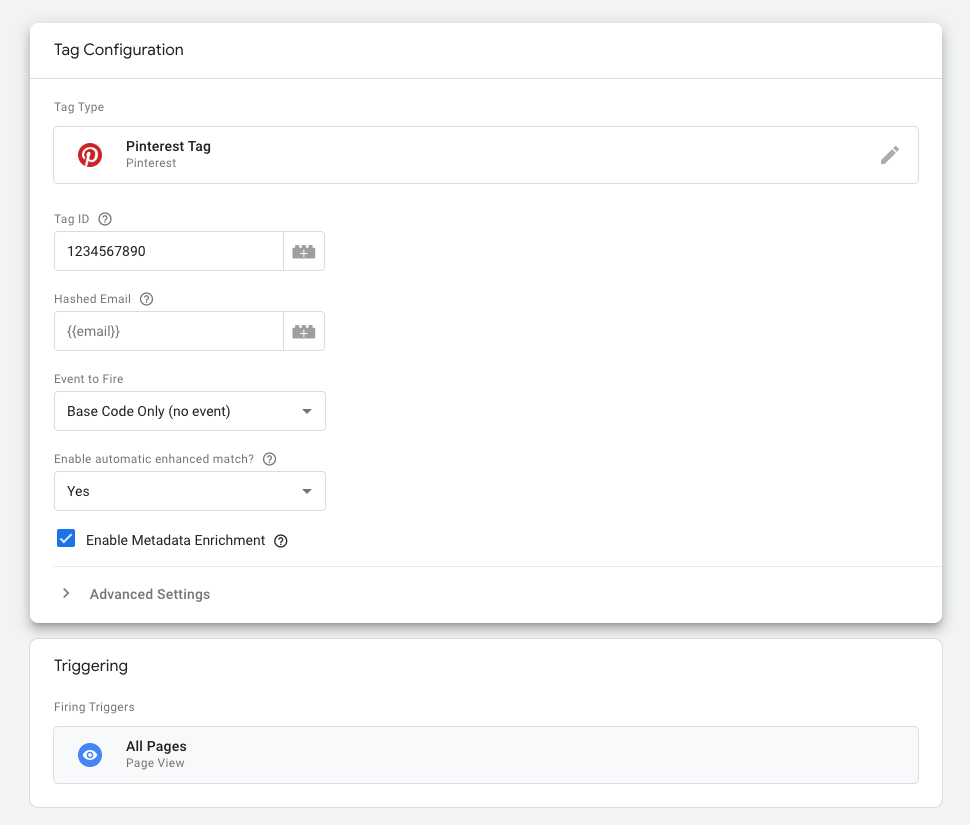 Tag Configuration
Tag Type
Pinterest Tag
Pinterest
Tag ID
1234567890
Hashed Email
{{email}}
Event to Fire
Base Code Only (no event)
Enable automatic enhanced match?
Yes
Enable Metadata Enrichment
Advanced Settings
Triggering
Firing Triggers
All Pages
Page View